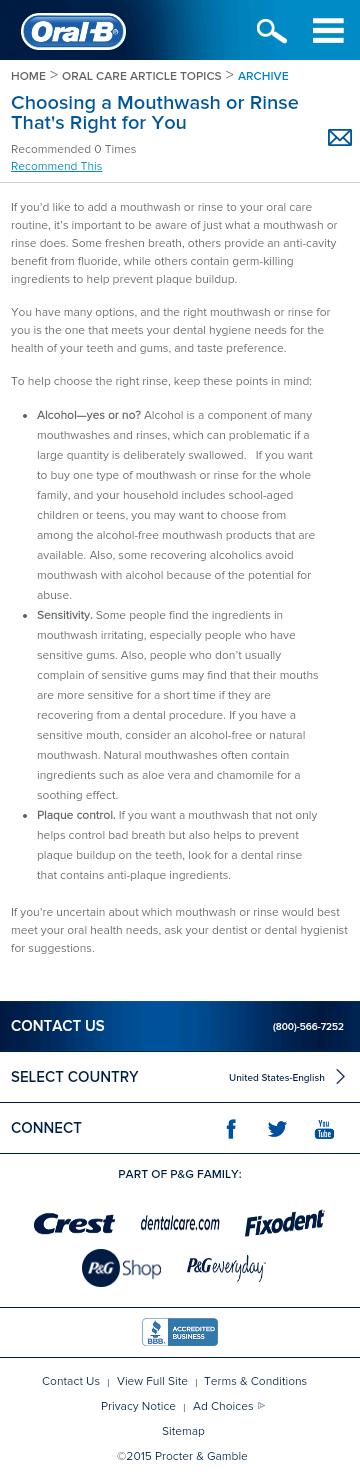 Oral-B®
HOME > ORAL CARE ARTICLE TOPICS > ARCHIVE
Choosing a Mouthwash or Rinse
That's Right for You
Recommended 0 Times
Recommend This
If you'd like to add a mouthwash or rinse to your oral care
routine, it's important to be aware of just what a mouthwash or
rinse does. Some freshen breath, others provide an anti-cavity
benefit from fluoride, while others contain germ-killing
ingredients to help prevent plaque buildup.
You have many options, and the right mouthwash or rinse for
you is the one that meets your dental hygiene needs for the
health of your teeth and gums, and taste preference.
To help choose the right rinse, keep these points in mind:
• Alcohol—yes or no? Alcohol is a component of many
mouthwashes and rinses, which can problematic if a
large quantity is deliberately swallowed. If you want
to buy one type of mouthwash or rinse for the whole
family, and your household includes school-aged
children or teens, you may want to choose from
among the alcohol-free mouthwash products that are
available. Also, some recovering alcoholics avoid
mouthwash with alcohol because of the potential for
abuse.
• Sensitivity. Some people find the ingredients in
mouthwash irritating, especially people who have
sensitive gums. Also, people who don't usually
complain of sensitive gums may find that their mouths
are more sensitive for a short time if they are
recovering from a dental procedure. If you have a
sensitive mouth, consider an alcohol-free or natural
mouthwash. Natural mouthwashes often contain
ingredients such as aloe vera and chamomile for a
soothing effect.
• Plaque control. If you want a mouthwash that not only
helps control bad breath but also helps to prevent
plaque buildup on the teeth, look for a dental rinse
that contains anti-plaque ingredients.
If you're uncertain about which mouthwash or rinse would best
meet your oral health needs, ask your dentist or dental hygienist
for suggestions.
CONTACT US (800)-566-7252
SELECT COUNTRY United States-English
CONNECT You Tube
PART OF P&G FAMILY:
Crest dentalcare.com Fixodent
P&G Shop P&G everyday
BBB ACCREDITED BUSINESS
Contact Us | View Full Site | Terms & Conditions
Privacy Notice | Ad Choices
Sitemap
©2015 Procter & Gamble